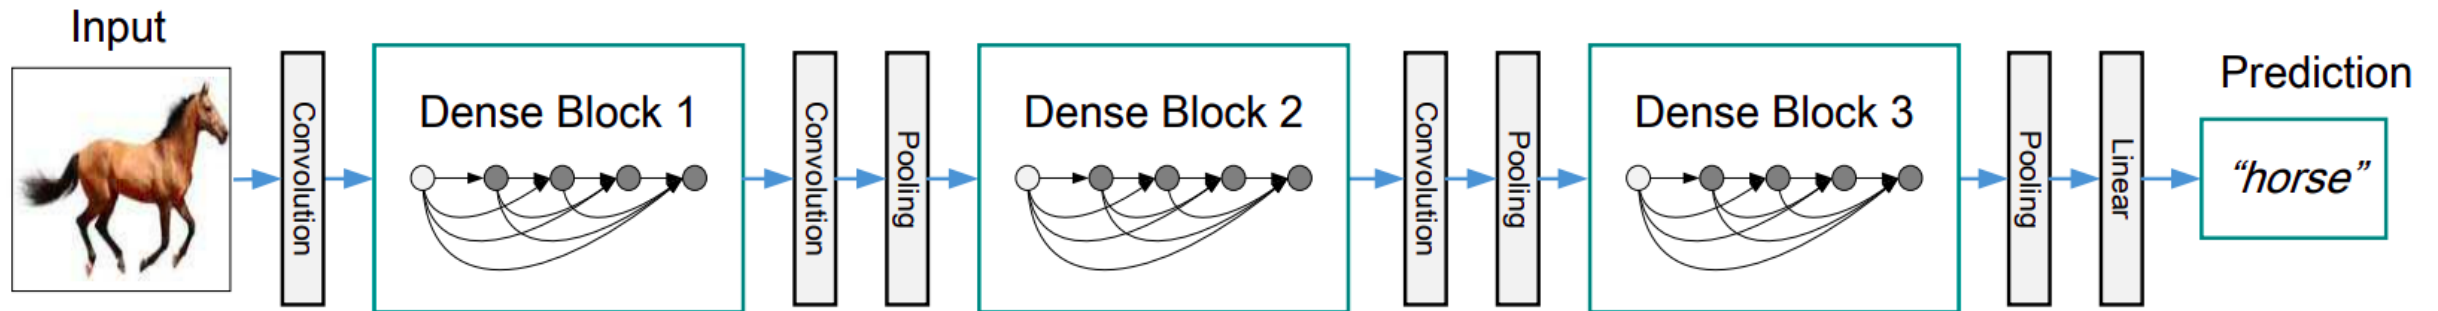 Input
Convolution
Dense Block 1
Convolution
Pooling
Dense Block 2
Convolution
Pooling
Dense Block 3
Pooling
Linear
Prediction
“horse”